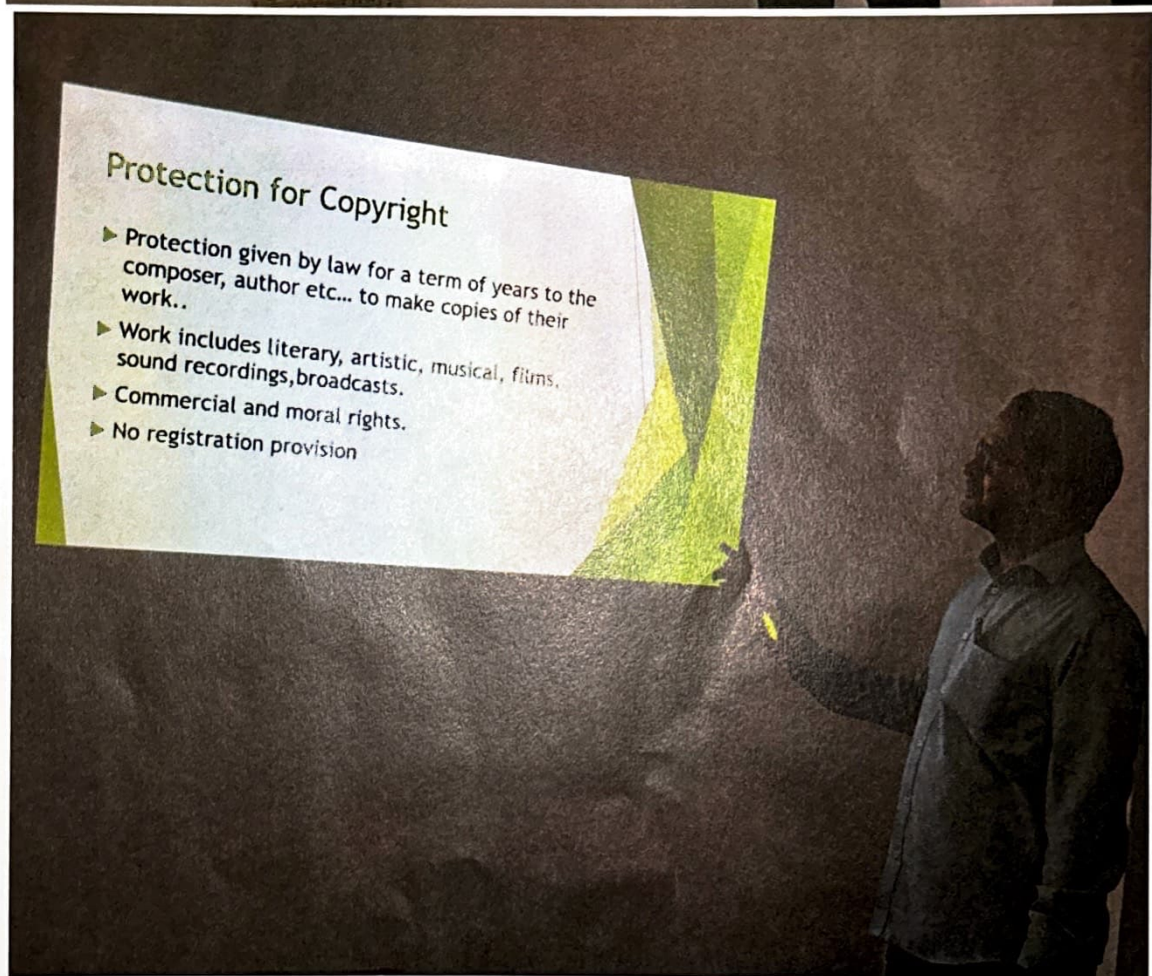 Protection for Copyright
Protection given by law for a term of years to the
composer, author etc... to make copies of their
work..
Work includes literary, artistic, musical, films,
sound recordings,broadcasts.
Commercial and moral rights.
No registration provision